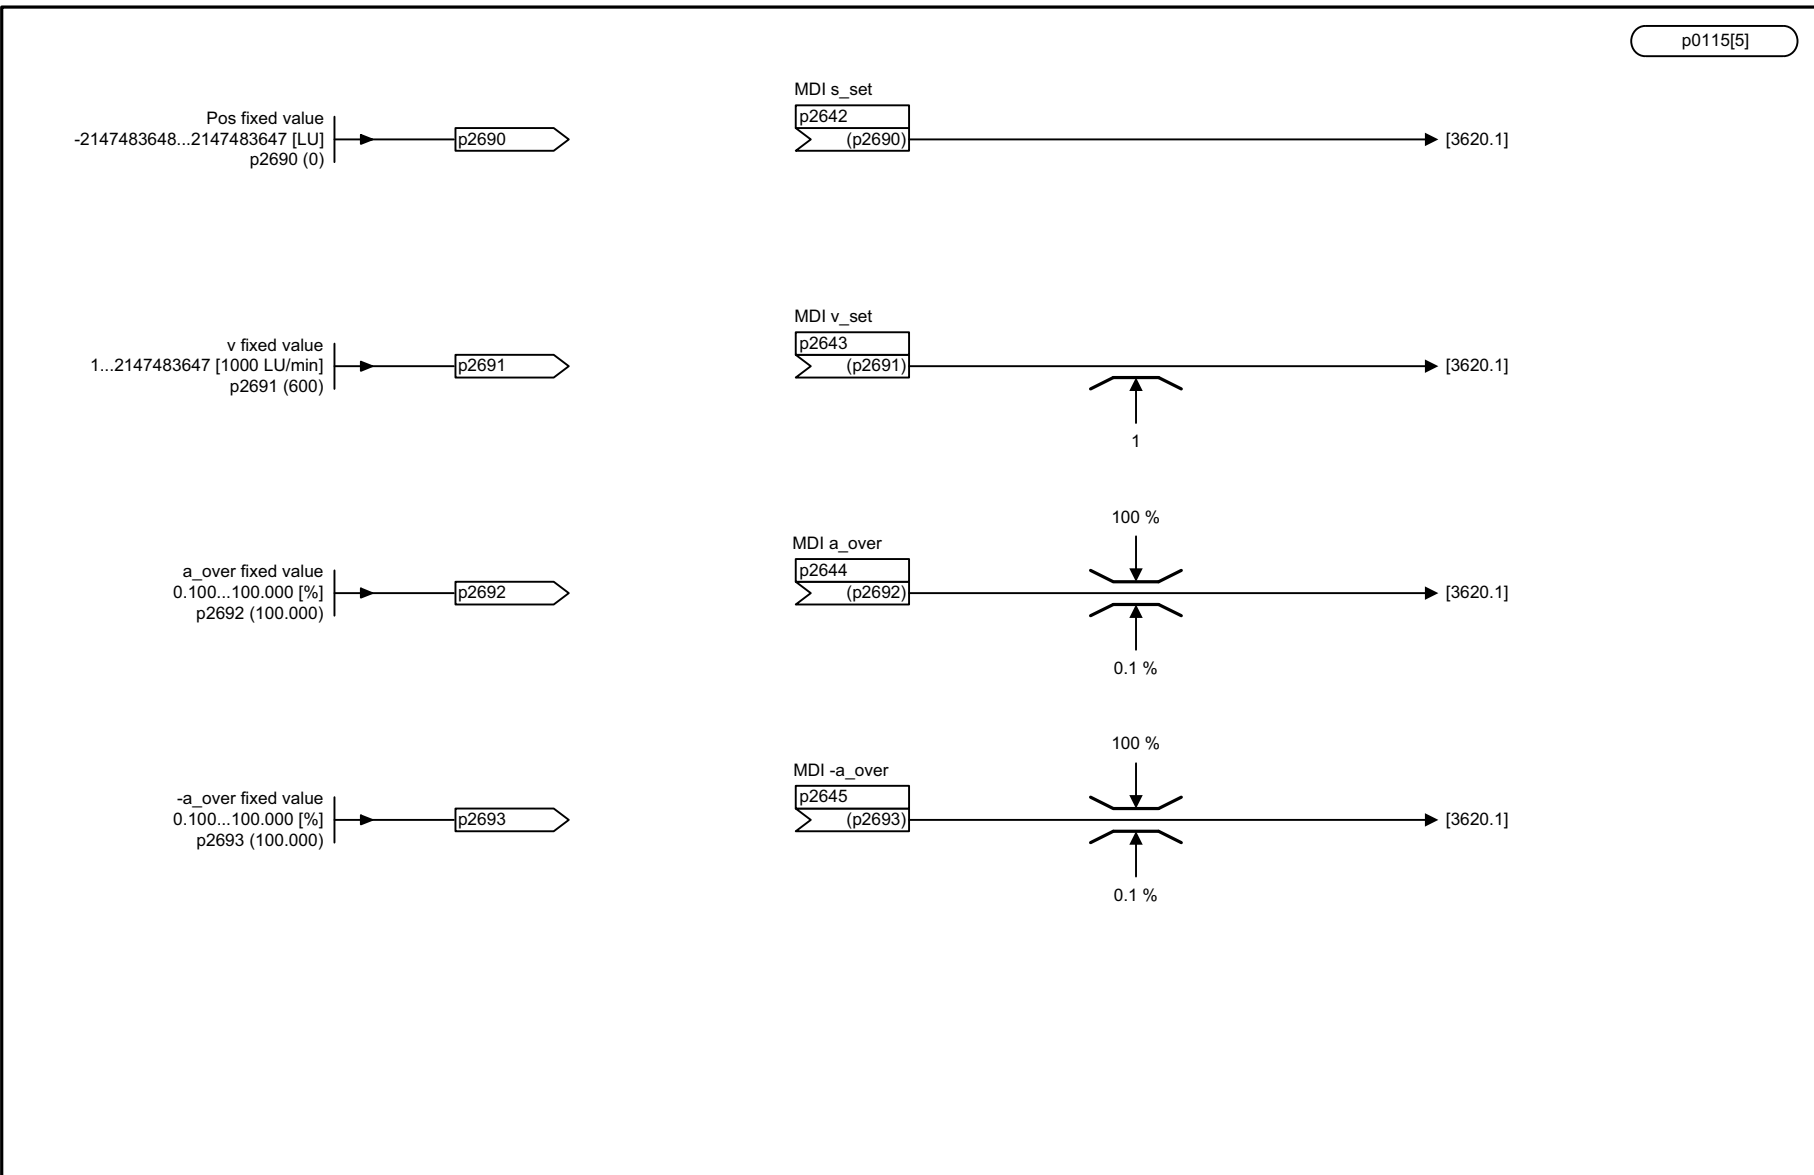 p0115[5]
Pos fixed value
-2147483648...2147483647 [LU]
p2690 (0)
p2690
MDI s_set
p2642
(p2690)
[3620.1]
v fixed value
1...2147483647 [1000 LU/min]
p2691 (600)
p2691
MDI v_set
p2643
(p2691)
[3620.1]
1
a_over fixed value
0.100...100.000 [%]
p2692 (100.000)
p2692
MDI a_over
p2644
(p2692)
100 %
0.1 %
[3620.1]
-a_over fixed value
0.100...100.000 [%]
p2693 (100.000)
p2693
MDI -a_over
p2645
(p2693)
100 %
0.1 %
[3620.1]